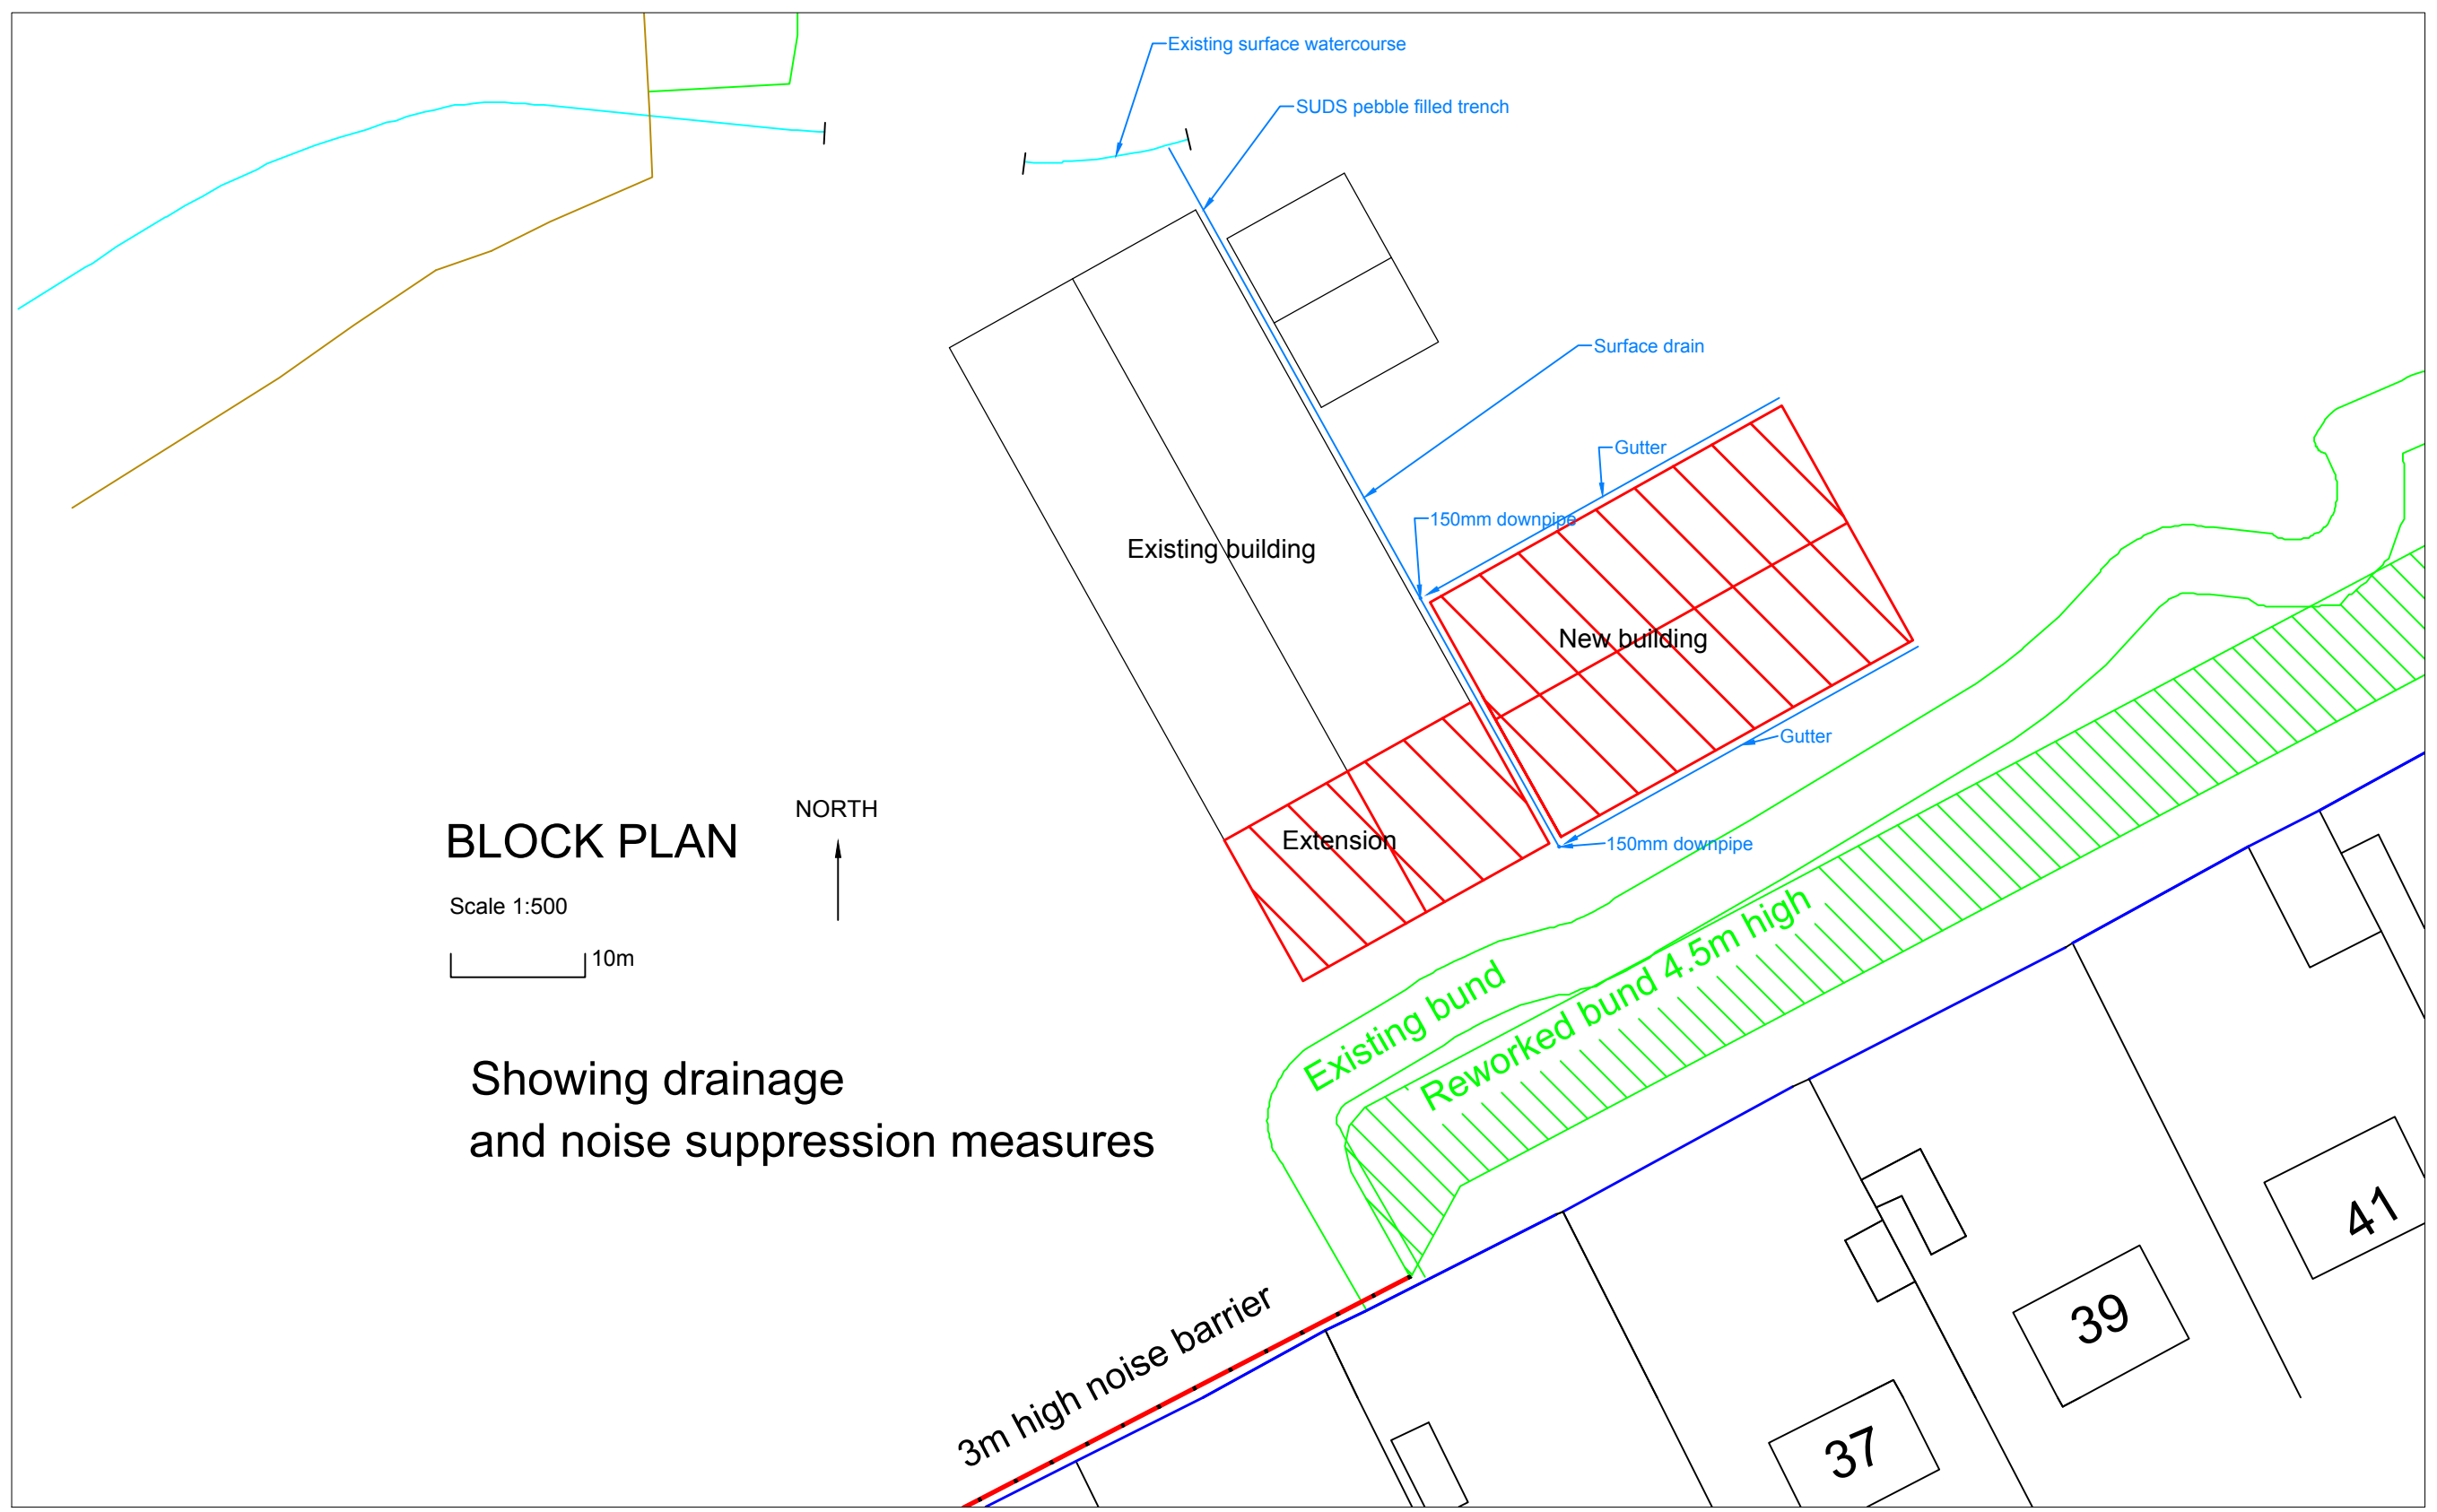 Existing surface watercourse
SUDS pebble filled trench
Surface drain
Gutter
150mm downpipe
Existing building
New building
Gutter
NORTH
BLOCK PLAN
Extension
150mm downpipe
Scale 1:500
10m
Existing bund
Reworked bund 4.5m high
Showing drainage
and noise suppression measures
3m high noise barrier
41
39
37